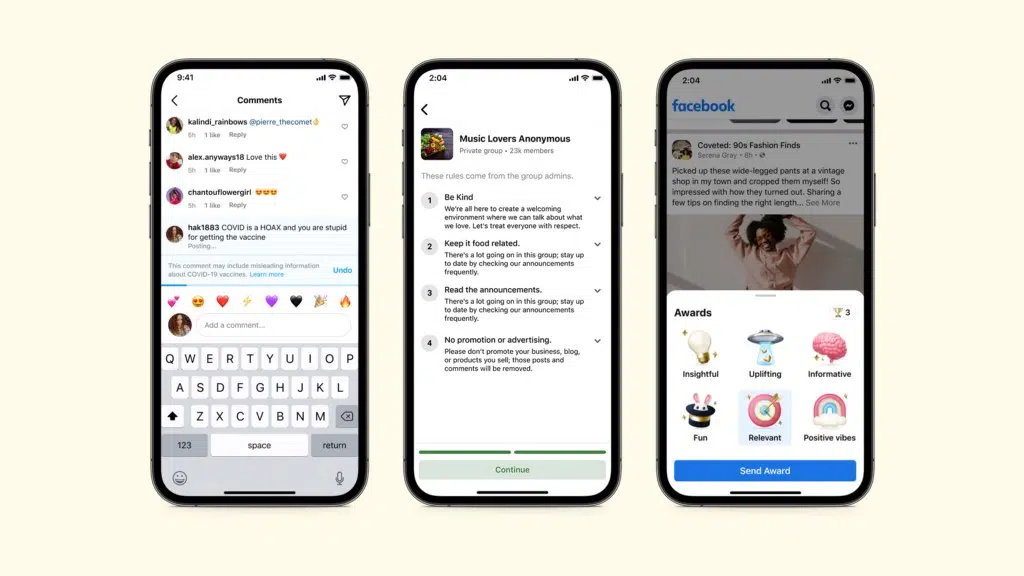 9:41
Comments
kalindi_rainbows @pierre_thecomet👌
5h 1 like Reply
alex.anyways18 Love this ❤️
5h 1 like Reply
chantouflowergirl 😍😍😍
5h 1 like Reply
hak1883 COVID is a HOAX and you are stupid
for getting the vaccine
Posting...
This comment may include misleading information
about COVID-19 vaccines. Learn more
Undo
💕 😍 ❤️ ⚡ 💜 🖤 🎉 🔥
Add a comment...
Q W E R T Y U I O P
A S D F G H J K L
Z X C V B N M
123 space return
2:04
Music Lovers Anonymous
Private group • 23k members
These rules come from the group admins.
1 Be Kind
We're all here to create a welcoming
environment where we can talk about what
we love. Let's treat everyone with respect.
2 Keep it food related.
There's a lot going on in this group; stay up
to date by checking our announcements
frequently.
3 Read the announcements.
There's a lot going on in this group; stay up
to date by checking our announcements
frequently.
4 No promotion or advertising.
Please don't promote your business, blog,
or products you sell; those posts and
comments will be removed.
Continue
2:04
facebook
Coveted: 90s Fashion Finds
Serena Gray • 8h •
Picked up these wide-legged pants at a vintage
shop in my town and cropped them myself! So
impressed with how they turned out. Sharing a
few tips on finding the right length... See More
Awards
🏆 3
Insightful Uplifting Informative
Fun Relevant Positive vibes
Send Award